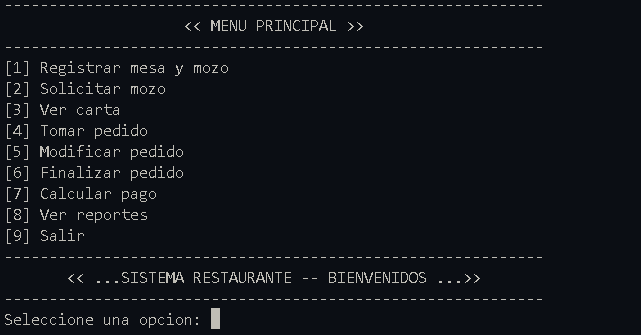 ------------------------------------------------------------
<< MENU PRINCIPAL >>
------------------------------------------------------------
[1] Registrar mesa y mozo
[2] Solicitar mozo
[3] Ver carta
[4] Tomar pedido
[5] Modificar pedido
[6] Finalizar pedido
[7] Calcular pago
[8] Ver reportes
[9] Salir
------------------------------------------------------------
<< ...SISTEMA RESTAURANTE -- BIENVENIDOS ...>>
------------------------------------------------------------
Seleccione una opcion: